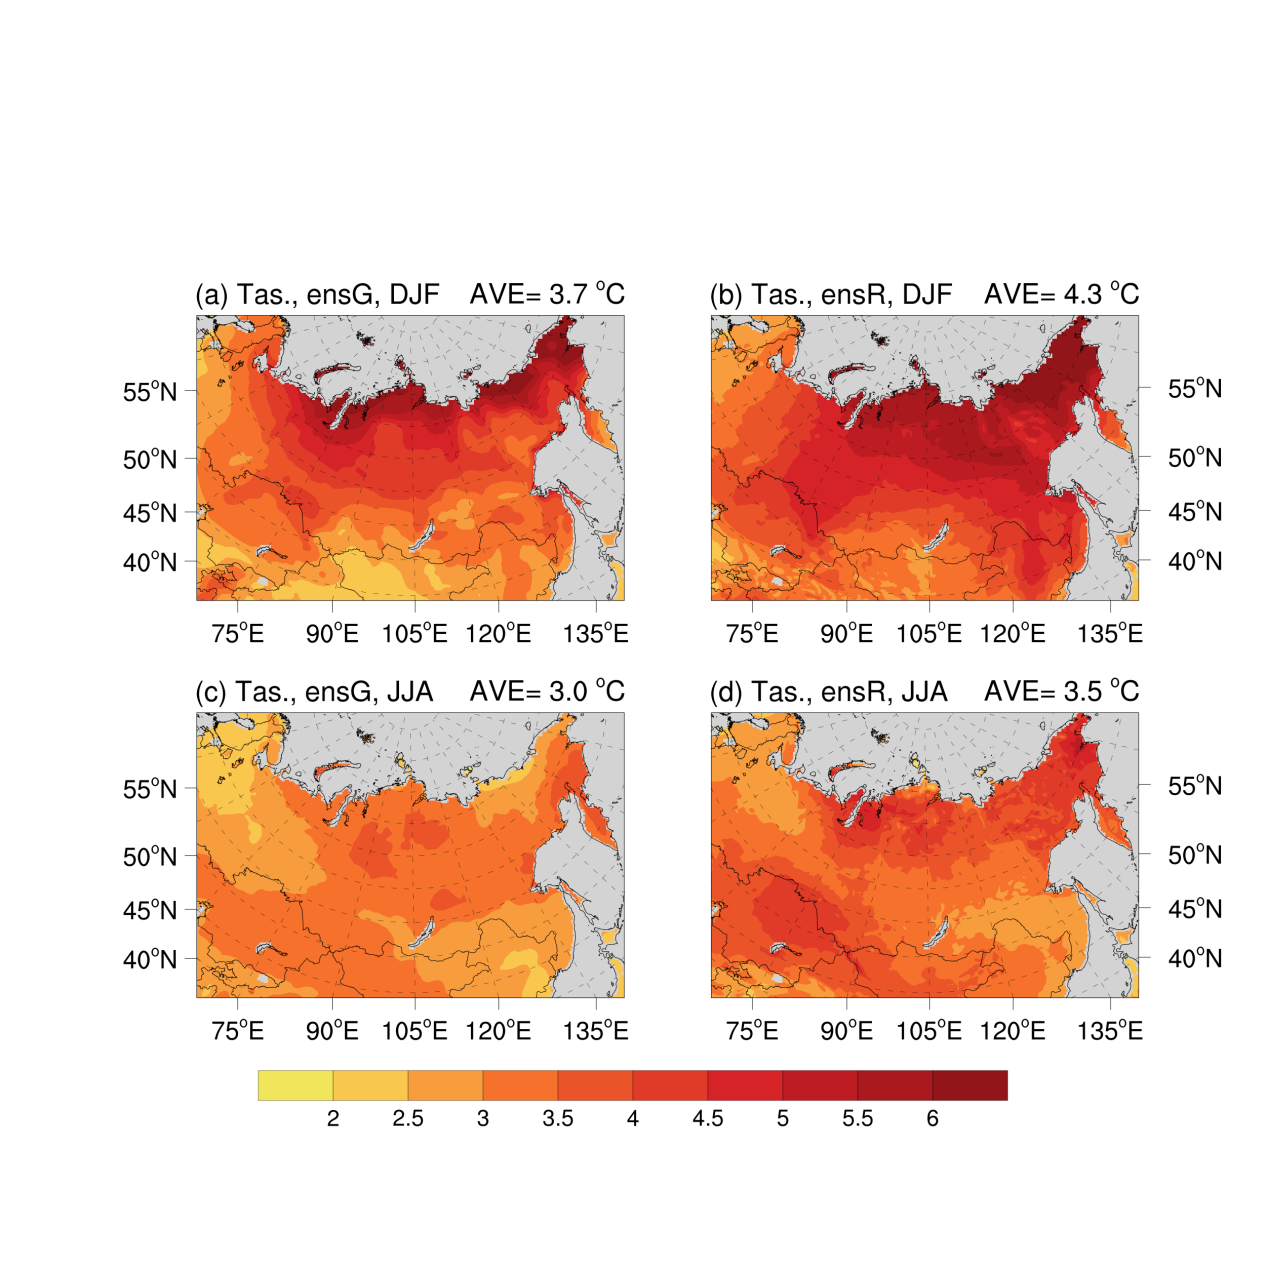 (a) Tas., ensG, DJF AVE= 3.7 °C
(b) Tas., ensR, DJF AVE= 4.3 °C
55°N
50°N
45°N
40°N
55°N
50°N
45°N
40°N
75°E 90°E 105°E 120°E 135°E
75°E 90°E 105°E 120°E 135°E
(c) Tas., ensG, JJA AVE= 3.0 °C
(d) Tas., ensR, JJA AVE= 3.5 °C
55°N
50°N
45°N
40°N
55°N
50°N
45°N
40°N
75°E 90°E 105°E 120°E 135°E
75°E 90°E 105°E 120°E 135°E
2 2.5 3 3.5 4 4.5 5 5.5 6